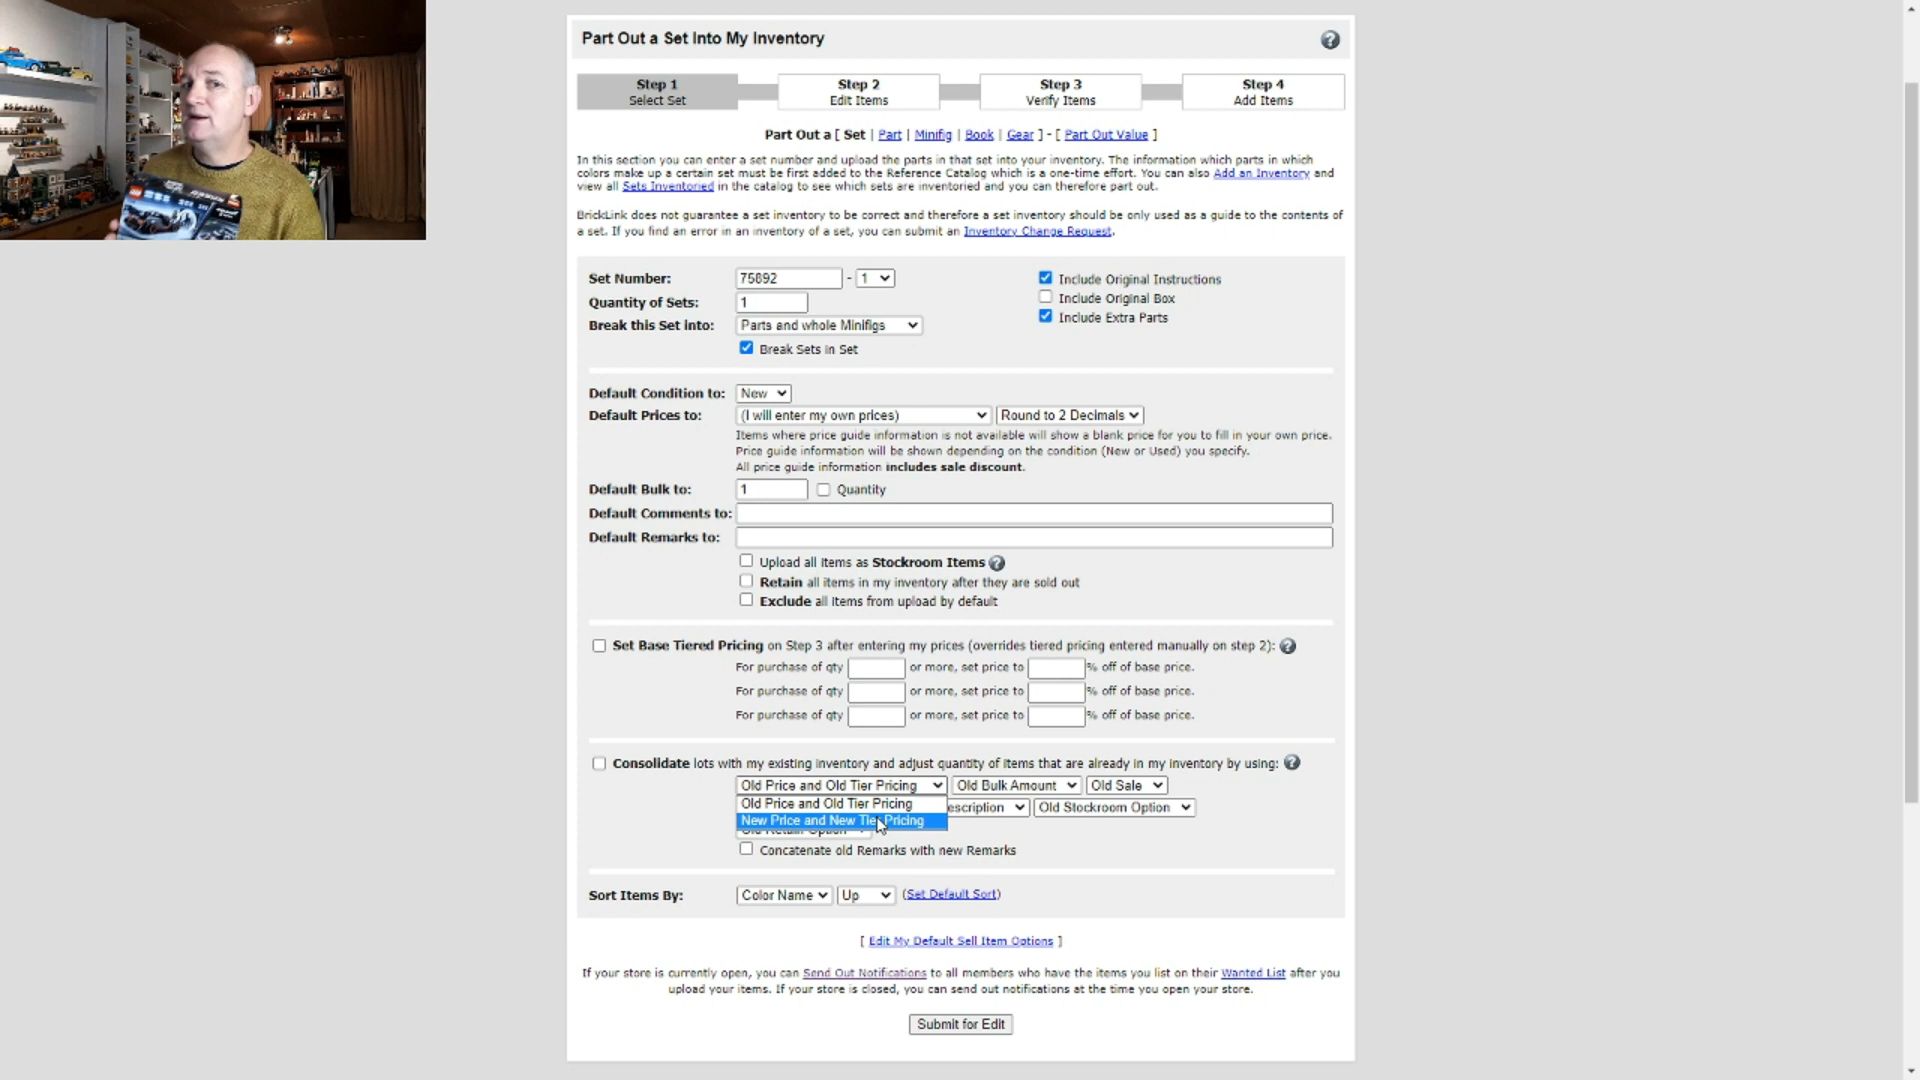 Part Out a Set Into My Inventory
Step 1
Select Set
Step 2
Edit Items
Step 3
Verify Items
Step 4
Add Items
Part Out a [ Set | Part | Minifig | Book | Gear ] - [ Part Out Value ]
In this section you can enter a set number and upload the parts in that set into your inventory. The information which parts in which
colors make up a certain set must be first added to the Reference Catalog which is a one-time effort. You can also Add an Inventory and
view all Sets Inventoried in the catalog to see which sets are inventoried and you can therefore part out.
BrickLink does not guarantee a set inventory to be correct and therefore a set inventory should be only used as a guide to the contents of
a set. If you find an error in an inventory of a set, you can submit an Inventory Change Request.
Set Number: 75892 - 1
Include Original Instructions
Quantity of Sets: 1
Include Original Box
Break this Set into: Parts and whole Minifigs
Include Extra Parts
Break Sets in Set
Default Condition to: New
Default Prices to: (I will enter my own prices) Round to 2 Decimals
Items where price guide information is not available will show a blank price for you to fill in your own price.
Price guide information will be shown depending on the condition (New or Used) you specify.
All price guide information includes sale discount.
Default Bulk to: 1 Quantity
Default Comments to:
Default Remarks to:
Upload all items as Stockroom Items
Retain all items in my inventory after they are sold out
Exclude all items from upload by default
Set Base Tiered Pricing on Step 3 after entering my prices (overrides tiered pricing entered manually on step 2):
For purchase of qty or more, set price to % off of base price.
For purchase of qty or more, set price to % off of base price.
For purchase of qty or more, set price to % off of base price.
Consolidate lots with my existing inventory and adjust quantity of items that are already in my inventory by using:
Old Price and Old Tier Pricing Old Bulk Amount Old Sale
Old Price and Old Tier Pricing escription Old Stockroom Option
New Price and New Tier Pricing
Old Retain Option
Concatenate old Remarks with new Remarks
Sort Items By: Color Name Up (Set Default Sort)
[ Edit My Default Sell Item Options ]
If your store is currently open, you can Send Out Notifications to all members who have the items you list on their Wanted List after you
upload your items. If your store is closed, you can send out notifications at the time you open your store.
Submit for Edit